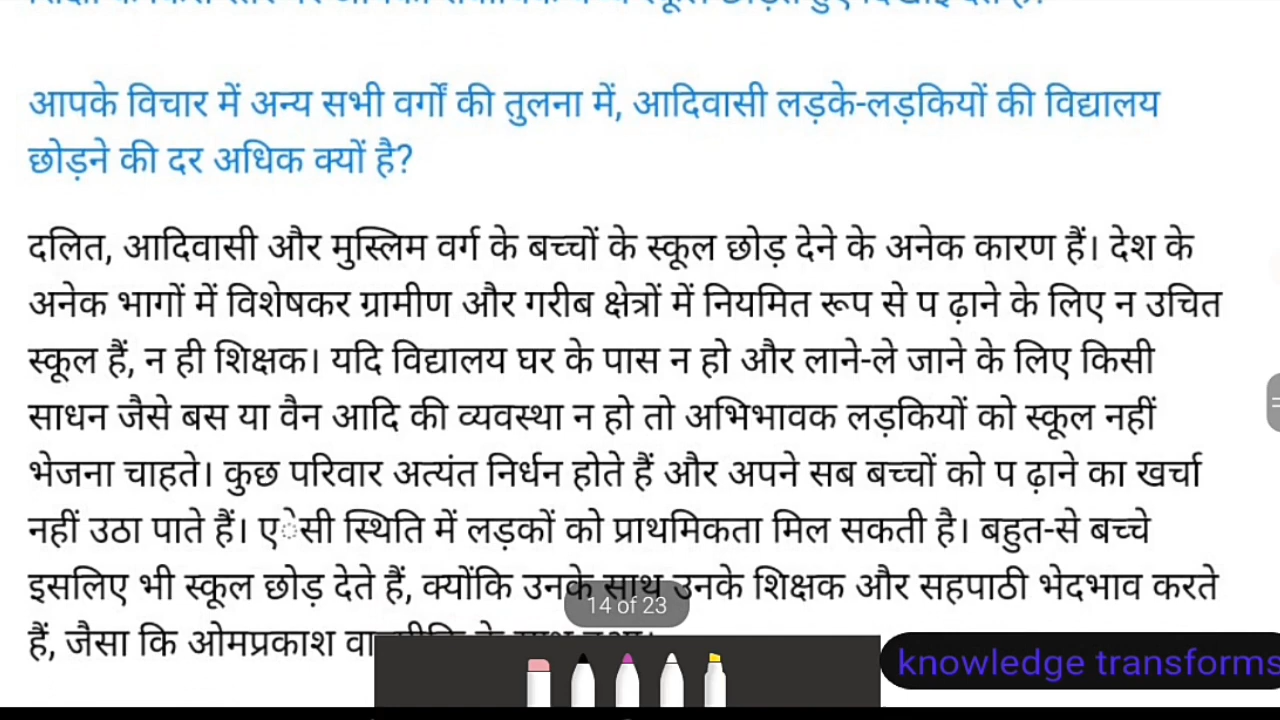 आपके विचार में अन्य सभी वर्गों की तुलना में, आदिवासी लड़के-लड़कियों की विद्यालय
छोड़ने की दर अधिक क्यों है?
दलित, आदिवासी और मुस्लिम वर्ग के बच्चों के स्कूल छोड़ देने के अनेक कारण हैं। देश के
अनेक भागों में विशेषकर ग्रामीण और गरीब क्षेत्रों में नियमित रूप से प ढ़ाने के लिए न उचित
स्कूल हैं, न ही शिक्षक। यदि विद्यालय घर के पास न हो और लाने-ले जाने के लिए किसी
साधन जैसे बस या वैन आदि की व्यवस्था न हो तो अभिभावक लड़कियों को स्कूल नहीं
भेजना चाहते। कुछ परिवार अत्यंत निर्धन होते हैं और अपने सब बच्चों को प ढ़ाने का खर्चा
नहीं उठा पाते हैं। ए◌ेसी स्थिति में लड़कों को प्राथमिकता मिल सकती है। बहुत-से बच्चे
इसलिए भी स्कूल छोड़ देते हैं, क्योंकि उनके साथ उनके शिक्षक और सहपाठी भेदभाव करते
14 of 23
हैं, जैसा कि ओमप्रकाश
knowledge transforms